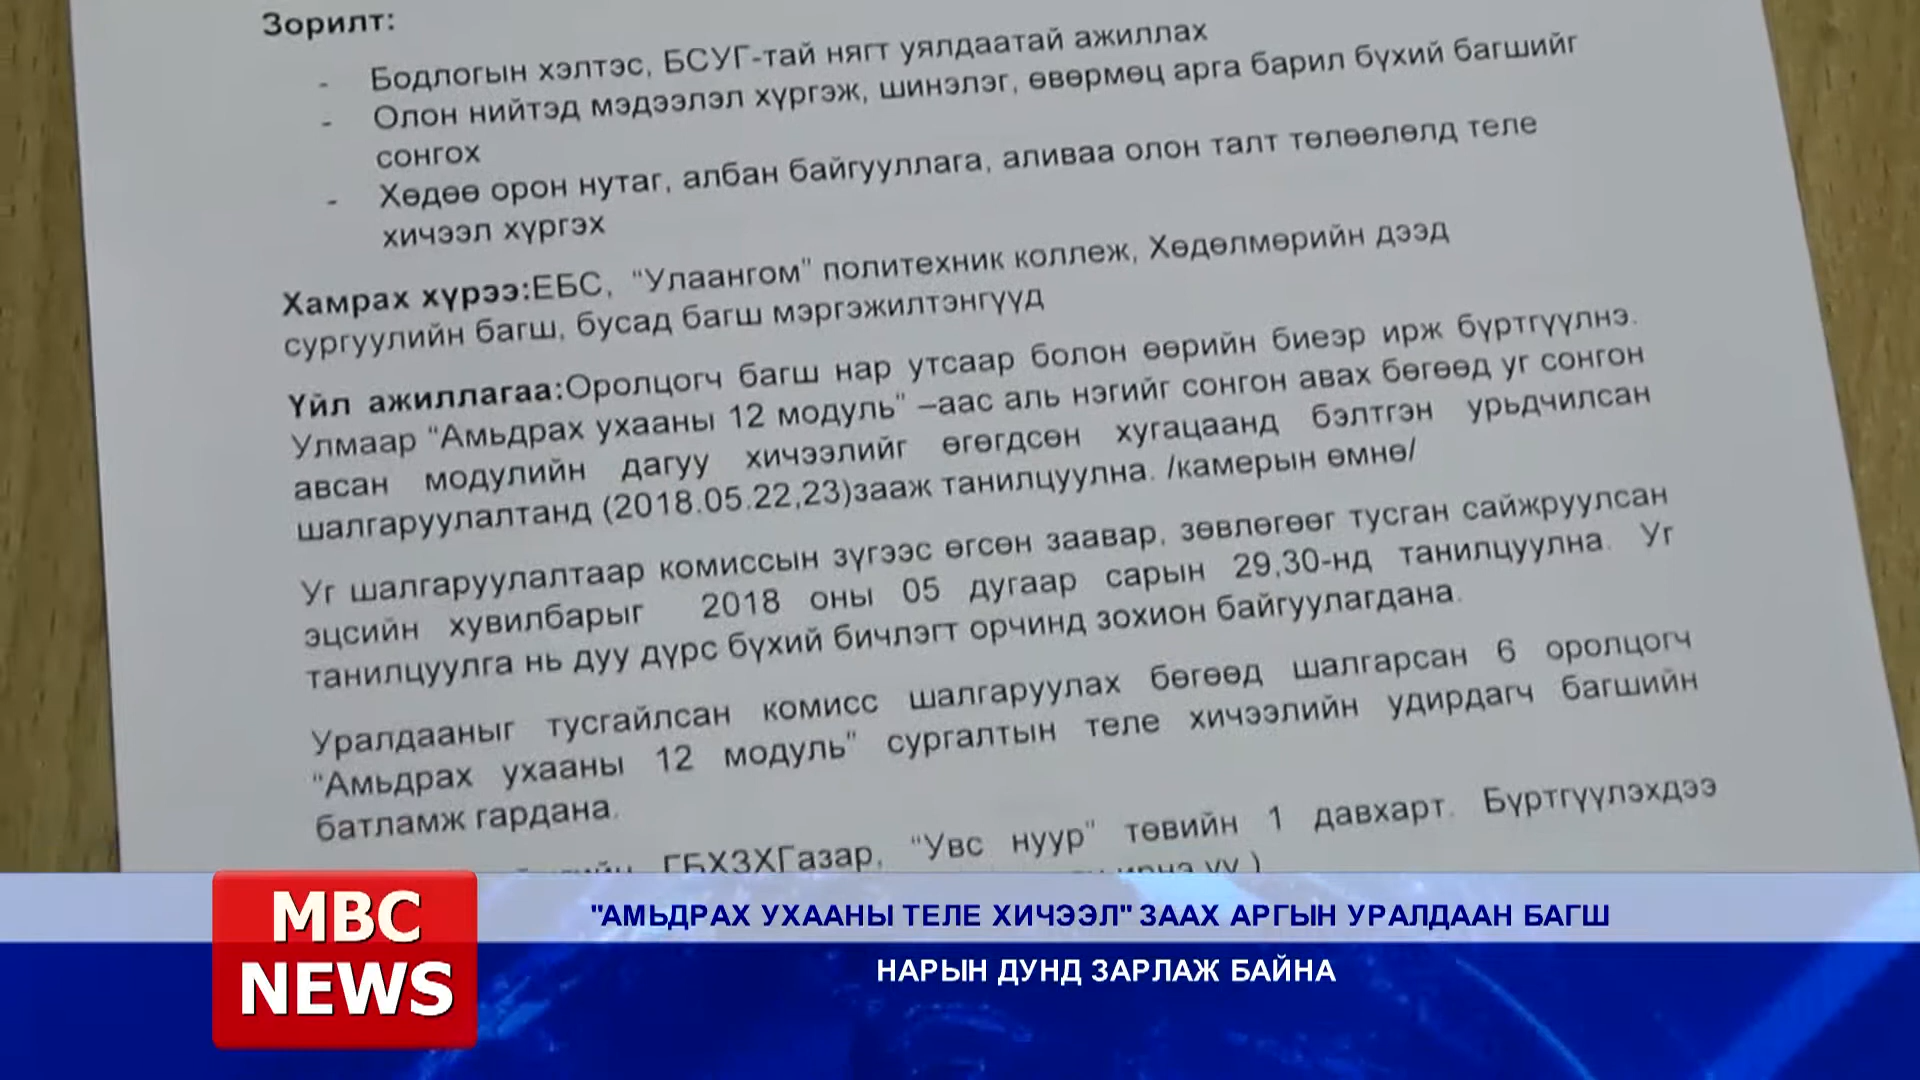 Зорилт:
- Бодлогын хэлтэс, БСУГ-тай нягт уялдаатай ажиллах
- Олон нийтэд мэдээлэл хүргэж, шинэлэг, өвөрмөц арга барил бүхий багшийг
сонгох
- Хөдөө орон нутаг, албан байгууллага, аливаа олон талт төлөөлөлд теле
хичээл хүргэх
Хамрах хүрээ:ЕБС, "Улаангом" политехник коллеж, Хөдөлмөрийн дээд
сургуулийн багш, бусад багш мэргэжилтэнгүүд
Үйл ажиллагаа:Оролцогч багш нар утсаар болон өөрийн биеэр ирж бүртгүүлнэ.
Улмаар "Амьдрах ухааны 12 модуль" –аас аль нэгийг сонгон авах бөгөөд уг сонгон
авсан модулийн дагуу хичээлийг өгөгдсөн хугацаанд бэлтгэн урьдчилсан
шалгаруулалтанд (2018.05.22,23)зааж танилцуулна. /камерын өмнө/
Уг шалгаруулалтаар комиссын зүгээс өгсөн заавар, зөвлөгөөг тусган сайжруулсан
эцсийн хувилбарыг 2018 оны 05 дугаар сарын 29,30-нд танилцуулна. Уг
танилцуулга нь дуу дүрс бүхий бичлэгт орчинд зохион байгуулагдана.
Уралдааныг тусгайлсан комисс шалгаруулах бөгөөд шалгарсан 6 оролцогч
"Амьдрах ухааны 12 модуль" сургалтын теле хичээлийн удирдагч багшийн
батламж гардана.
ГБХЗХГазар, "Увс нуур" төвийн 1 давхарт. Бүртгүүлэхдээ
MBC
NEWS
"АМЬДРАХ УХААНЫ ТЕЛЕ ХИЧЭЭЛ" ЗААХ АРГЫН УРАЛДААН БАГШ
НАРЫН ДУНД ЗАРЛАЖ БАЙНА